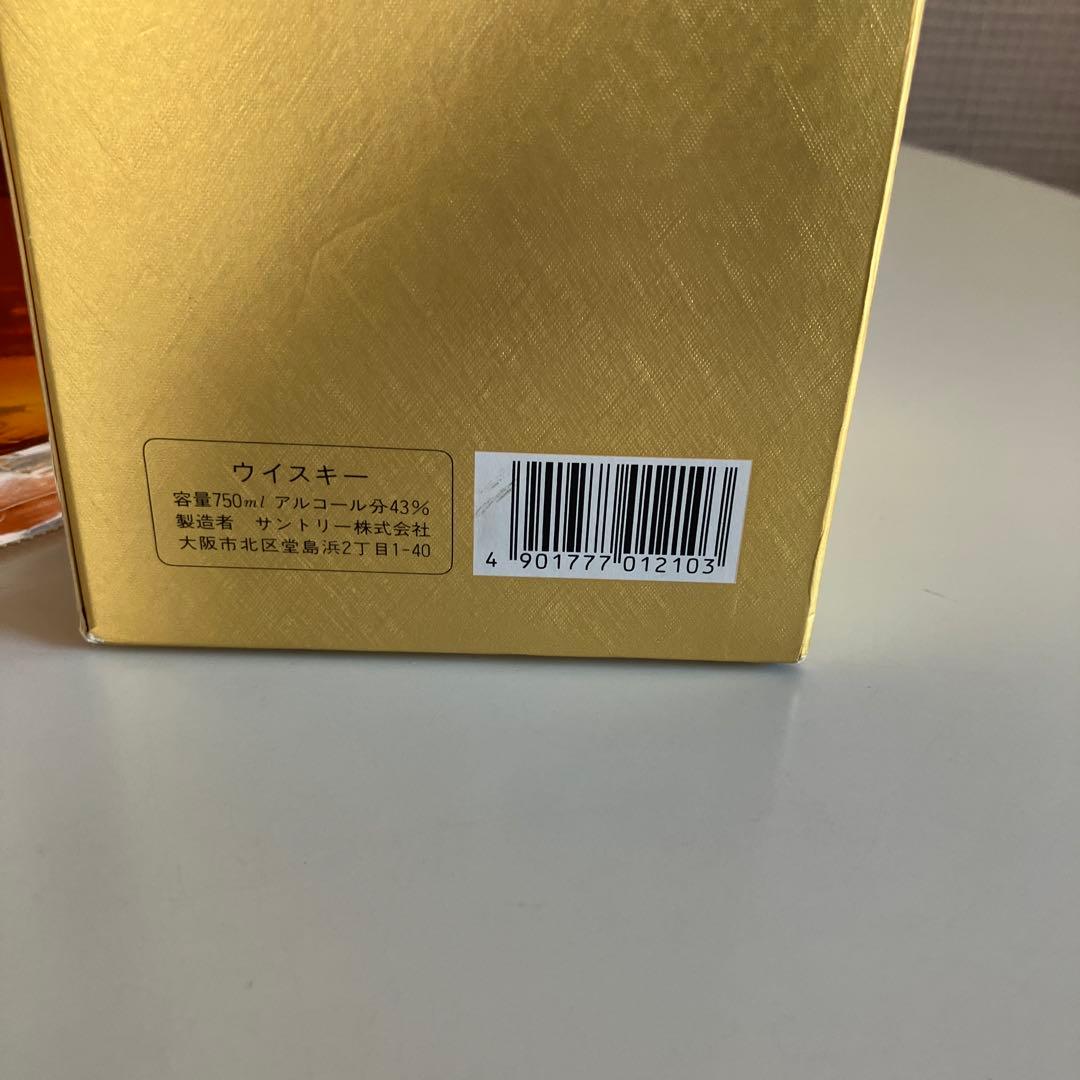 ウイスキー
容量750ml アルコール分43%
製造者 サントリー株式会社
大阪市北区堂島浜2丁目1-40
4 901777 012103